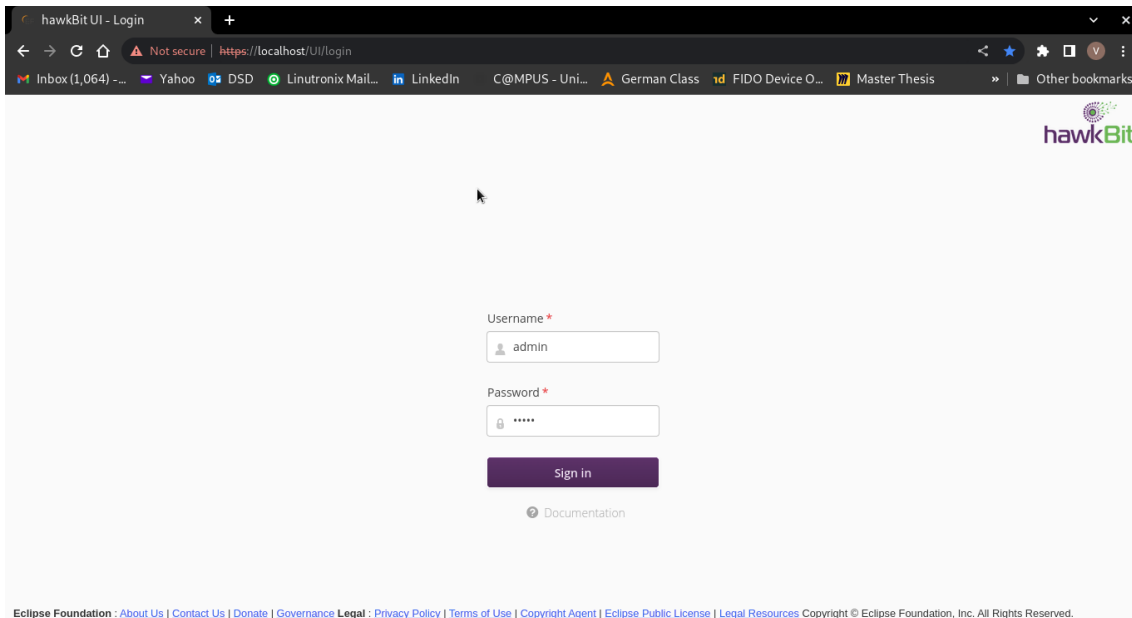 hawkBit UI - Login
Not secure | https://localhost/UI/login V
Inbox (1,064) -... Yahoo DSD Linutronix Mail... LinkedIn C@MPUS - Uni... German Class FIDO Device O... Master Thesis » Other bookmarks
hawkBit
Username *
admin
Password *
•••••
Sign in
Documentation
Eclipse Foundation : About Us | Contact Us | Donate | Governance Legal : Privacy Policy | Terms of Use | Copyright Agent | Eclipse Public License | Legal Resources Copyright © Eclipse Foundation, Inc. All Rights Reserved.